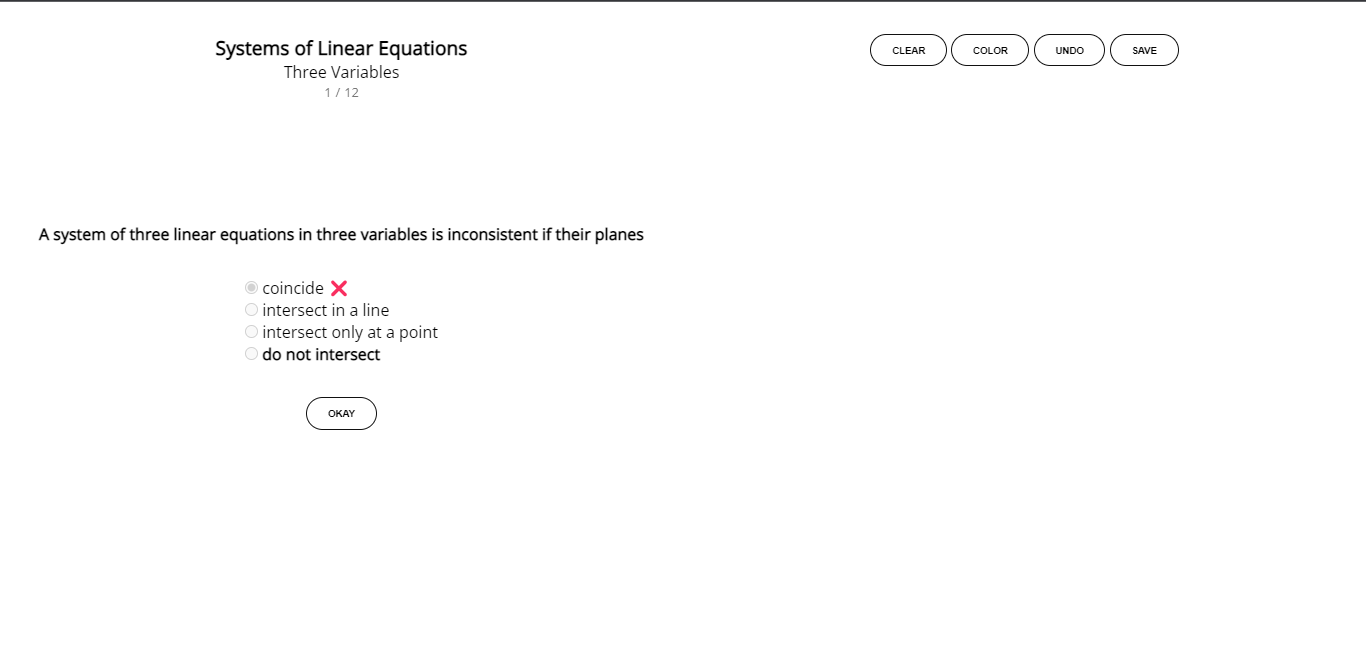 Systems of Linear Equations
Three Variables
1 / 12
CLEAR
COLOR
UNDO
SAVE
A system of three linear equations in three variables is inconsistent if their planes
coincide
intersect in a line
intersect only at a point
do not intersect
OKAY